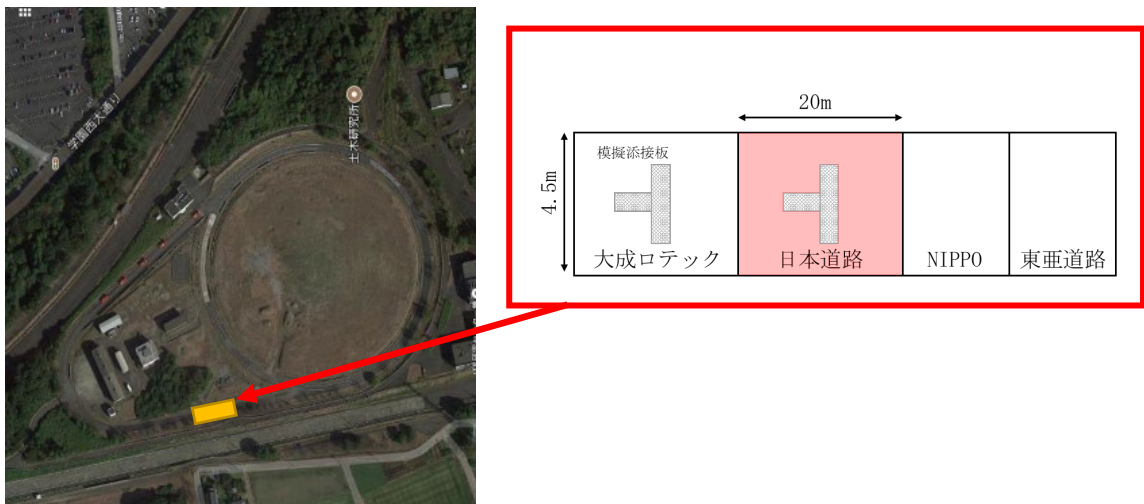 学園西大通り
土木研究所
20m
4.5m
模擬添接板
大成ロテック
日本道路
NIPPO
東亜道路